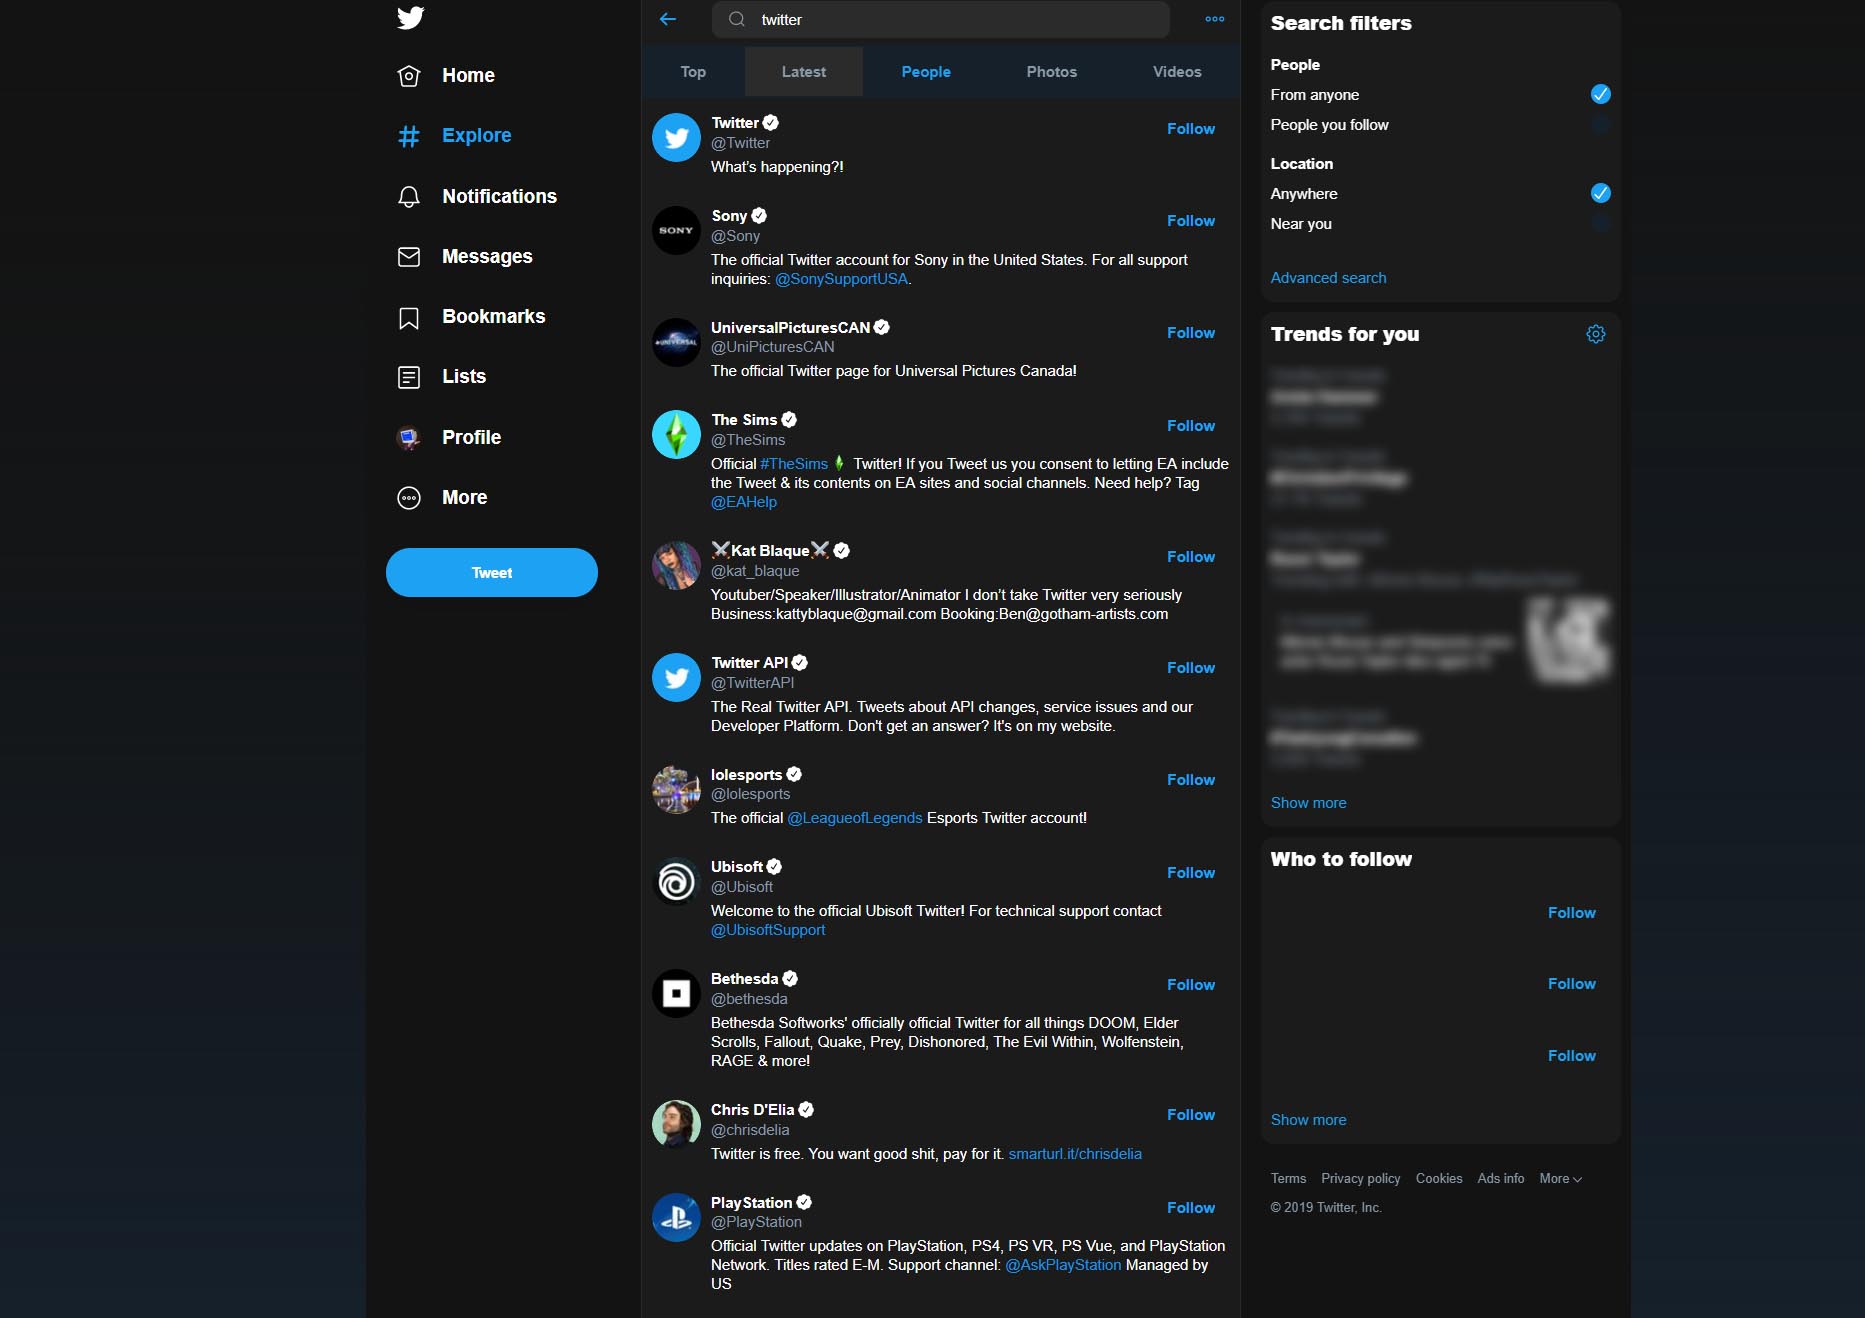 Home
Explore
Notifications
Messages
Bookmarks
Lists
Profile
More
Tweet
twitter
Top
Latest
People
Photos
Videos
Twitter
@Twitter
What's happening?!
Follow
SONY
Sony
@Sony
The official Twitter account for Sony in the United States. For all support
inquiries: @SonySupportUSA.
Follow
UNIVERSAL
UniversalPicturesCAN
@UniPicturesCAN
The official Twitter page for Universal Pictures Canada!
Follow
The Sims
@TheSims
Official #TheSims Twitter! If you Tweet us you consent to letting EA include
the Tweet & its contents on EA sites and social channels. Need help? Tag
@EAHelp
Follow
⚔Kat Blaque⚔
@kat_blaque
Youtuber/Speaker/Illustrator/Animator I don't take Twitter very seriously
Business:kattyblaque@gmail.com Booking:Ben@gotham-artists.com
Follow
Twitter API
@TwitterAPI
The Real Twitter API. Tweets about API changes, service issues and our
Developer Platform. Don't get an answer? It's on my website.
Follow
lolesports
@lolesports
The official @LeagueofLegends Esports Twitter account!
Follow
Ubisoft
@Ubisoft
Welcome to the official Ubisoft Twitter! For technical support contact
@UbisoftSupport
Follow
Bethesda
@bethesda
Bethesda Softworks' officially official Twitter for all things DOOM, Elder
Scrolls, Fallout, Quake, Prey, Dishonored, The Evil Within, Wolfenstein,
RAGE & more!
Follow
Chris D'Elia
@chrisdelia
Twitter is free. You want good shit, pay for it. smarturl.it/chrisdelia
Follow
PlayStation
@PlayStation
Official Twitter updates on PlayStation, PS4, PS VR, PS Vue, and PlayStation
Network. Titles rated E-M. Support channel: @AskPlayStation Managed by
US
Follow
Search filters
People
From anyone
People you follow
Location
Anywhere
Near you
Advanced search
Trends for you
Show more
Who to follow
Follow
Follow
Follow
Show more
Terms Privacy policy Cookies Ads info More
© 2019 Twitter, Inc.